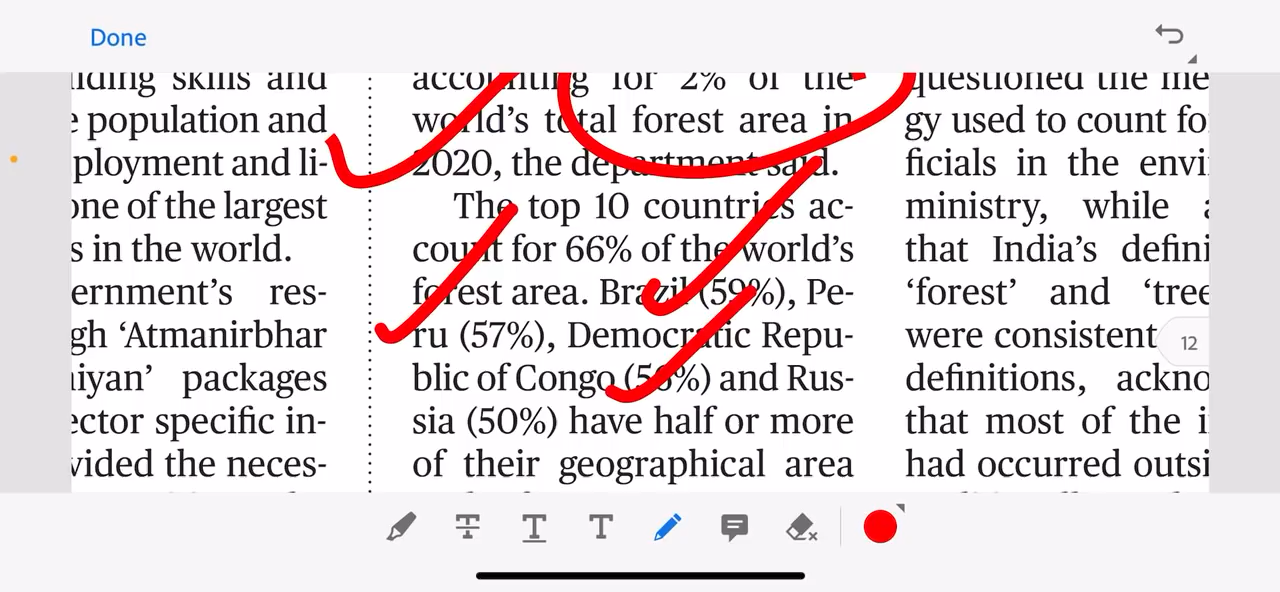 Done
ilding skills and
e population and
ployment and li-
one of the largest
s in the world.
ernment's res-
gh 'Atmanirbhar
niyan' packages
ector specific in-
vided the neces-
accounting for 2% of the
world's total forest area in
2020, the department said.
The top 10 countries ac-
count for 66% of the world's
forest area. Brazil (59%), Pe-
ru (57%), Democratic Repu-
blic of Congo (56%) and Rus-
sia (50%) have half or more
of their geographical area
questioned the me
gy used to count fo
ficials in the envi
ministry, while
that India's defini
'forest' and 'tree
were consistent
definitions, ackno
that most of the i
had occurred outsi
12
T T T